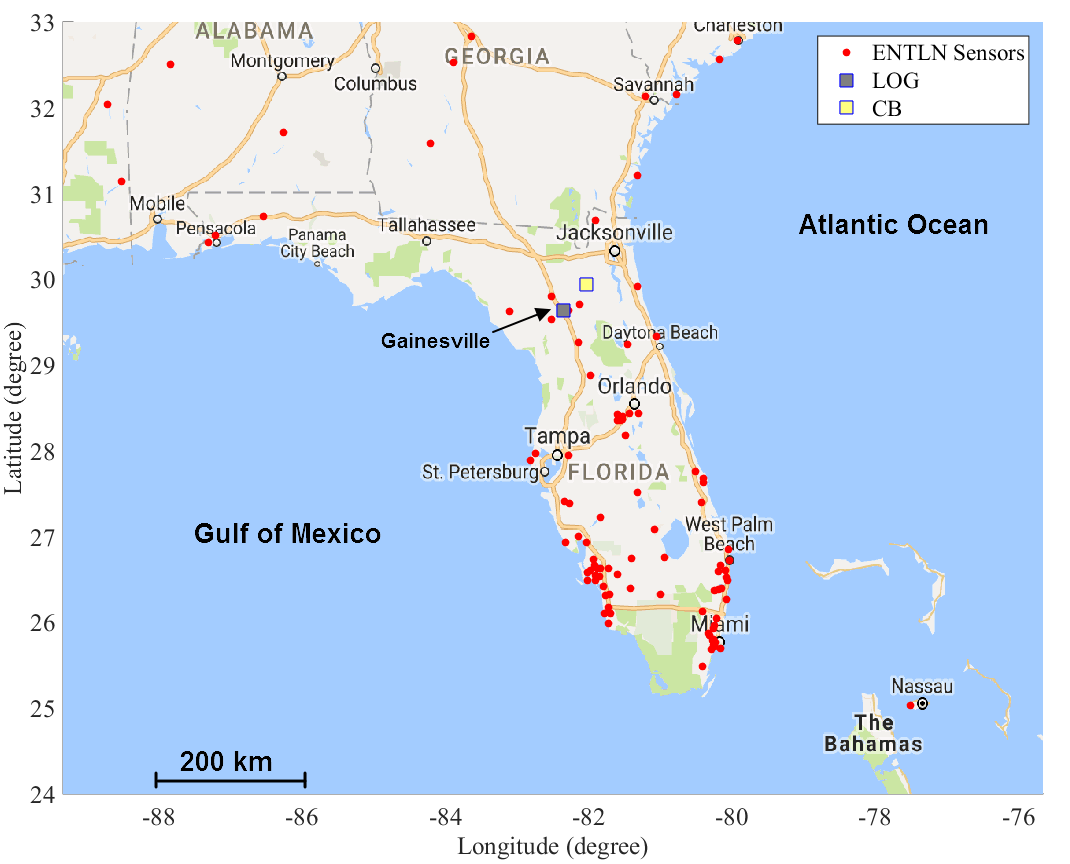 33
ALABAMA
Charleston
ENTLN Sensors
LOG
CB
Montgomery
GEORGIA
Columbus
Savannah
32
31
Mobile
Pensacola
Panama
City Beach
Tallahassee
Jacksonville
Atlantic Ocean
30
Gainesville
Daytona Beach
29
Orlando
Latitude (degree)
Tampa
28
St. Petersburg
FLORIDA
27
Gulf of Mexico
West Palm
Beach
26
Miami
25
Nassau
The
Bahamas
200 km
24
-88
-86
-84
-82
-80
-78
-76
Longitude (degree)